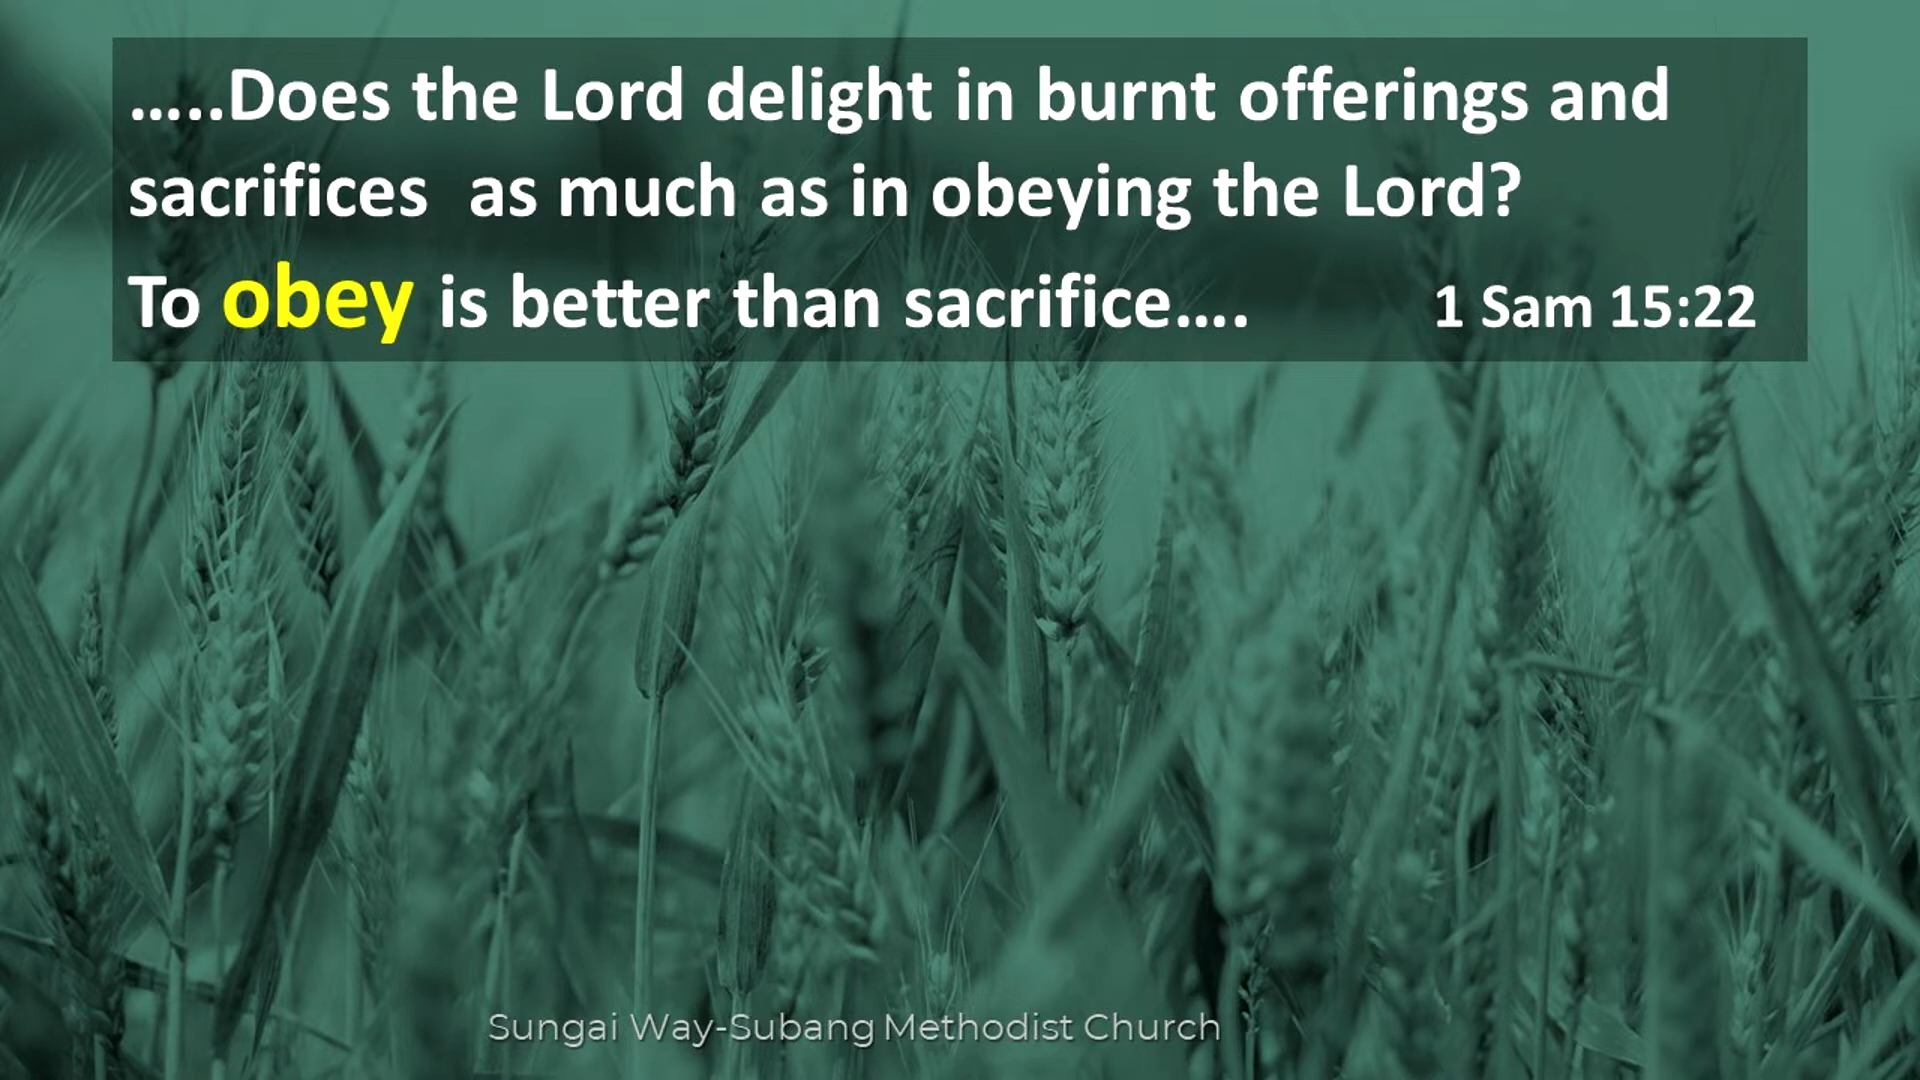 …..Does the Lord delight in burnt offerings and
sacrifices  as much as in obeying the Lord?
To obey is better than sacrifice…. 1 Sam 15:22
Sungai Way-Subang Methodist Church